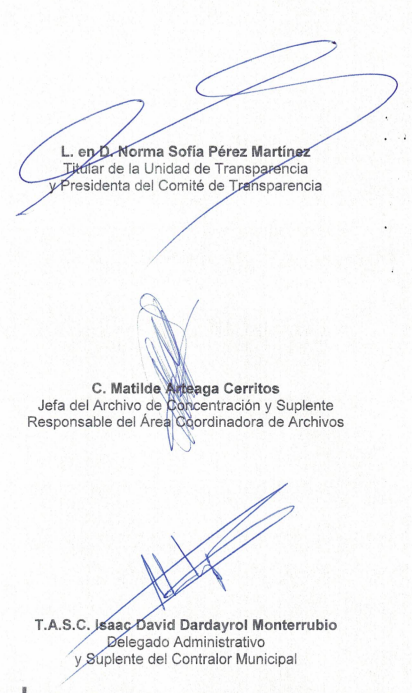 L. en D. Norma Sofía Pérez Martínez
Titular de la Unidad de Transparencia
y Presidenta del Comité de Transparencia
C. Matilde Arteaga Cerritos
Jefa del Archivo de Concentración y Suplente
Responsable del Área Coordinadora de Archivos
T.A.S.C. Isaac David Dardayrol Monterrubio
Delegado Administrativo
y Suplente del Contralor Municipal